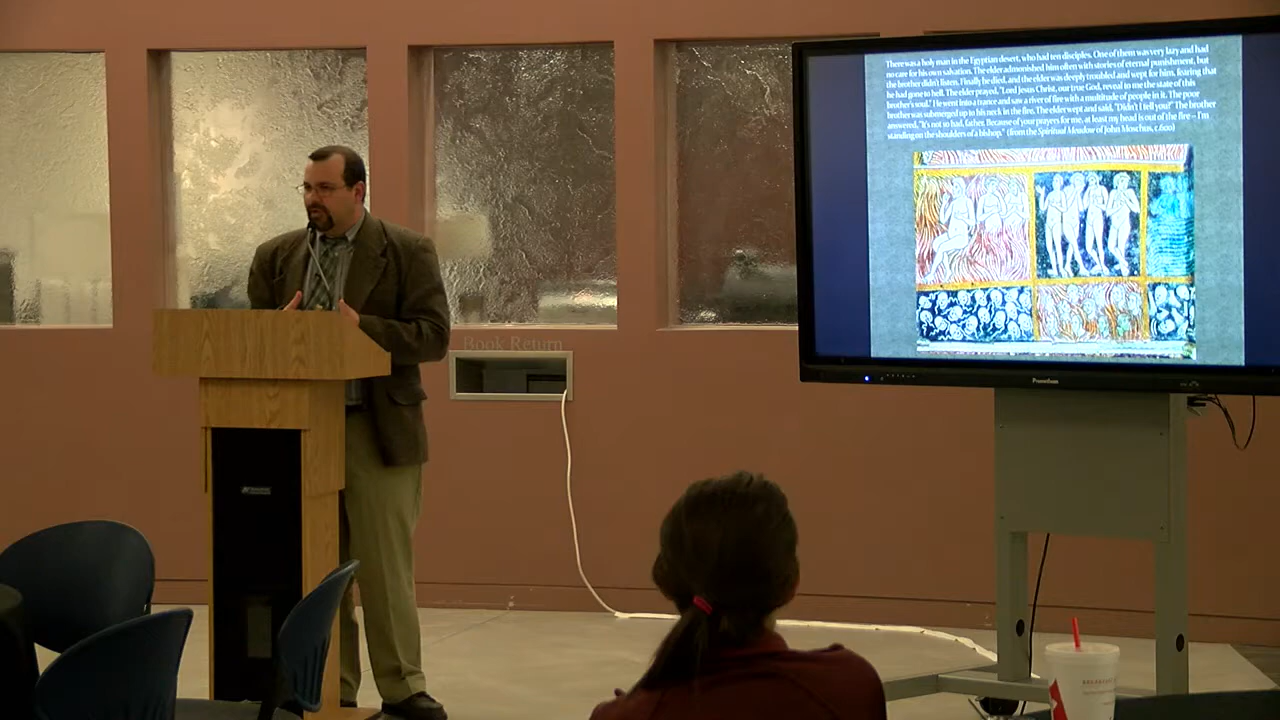 There was a holy man in the Egyptian desert, who had ten disciples. One of them was very lazy and had
no care for his own salvation. The elder admonished him often with stories of eternal punishment, but
the brother didn't listen. Finally he died, and the elder was deeply troubled and wept for him, fearing that
he had gone to hell. The elder prayed, "Lord Jesus Christ, our true God, reveal to me the state of this
brother's soul." He went into a trance and saw a river of fire with a multitude of people in it. The poor
brother was submerged up to his neck in the fire. The elder wept and said, "Didn't I tell you?" The brother
answered, "It's not so bad, father. Because of your prayers for me, at least my head is out of the fire – I'm
standing on the shoulders of a bishop." (from the Spiritual Meadow of John Moschus, c.600)
Book Return
Promethean